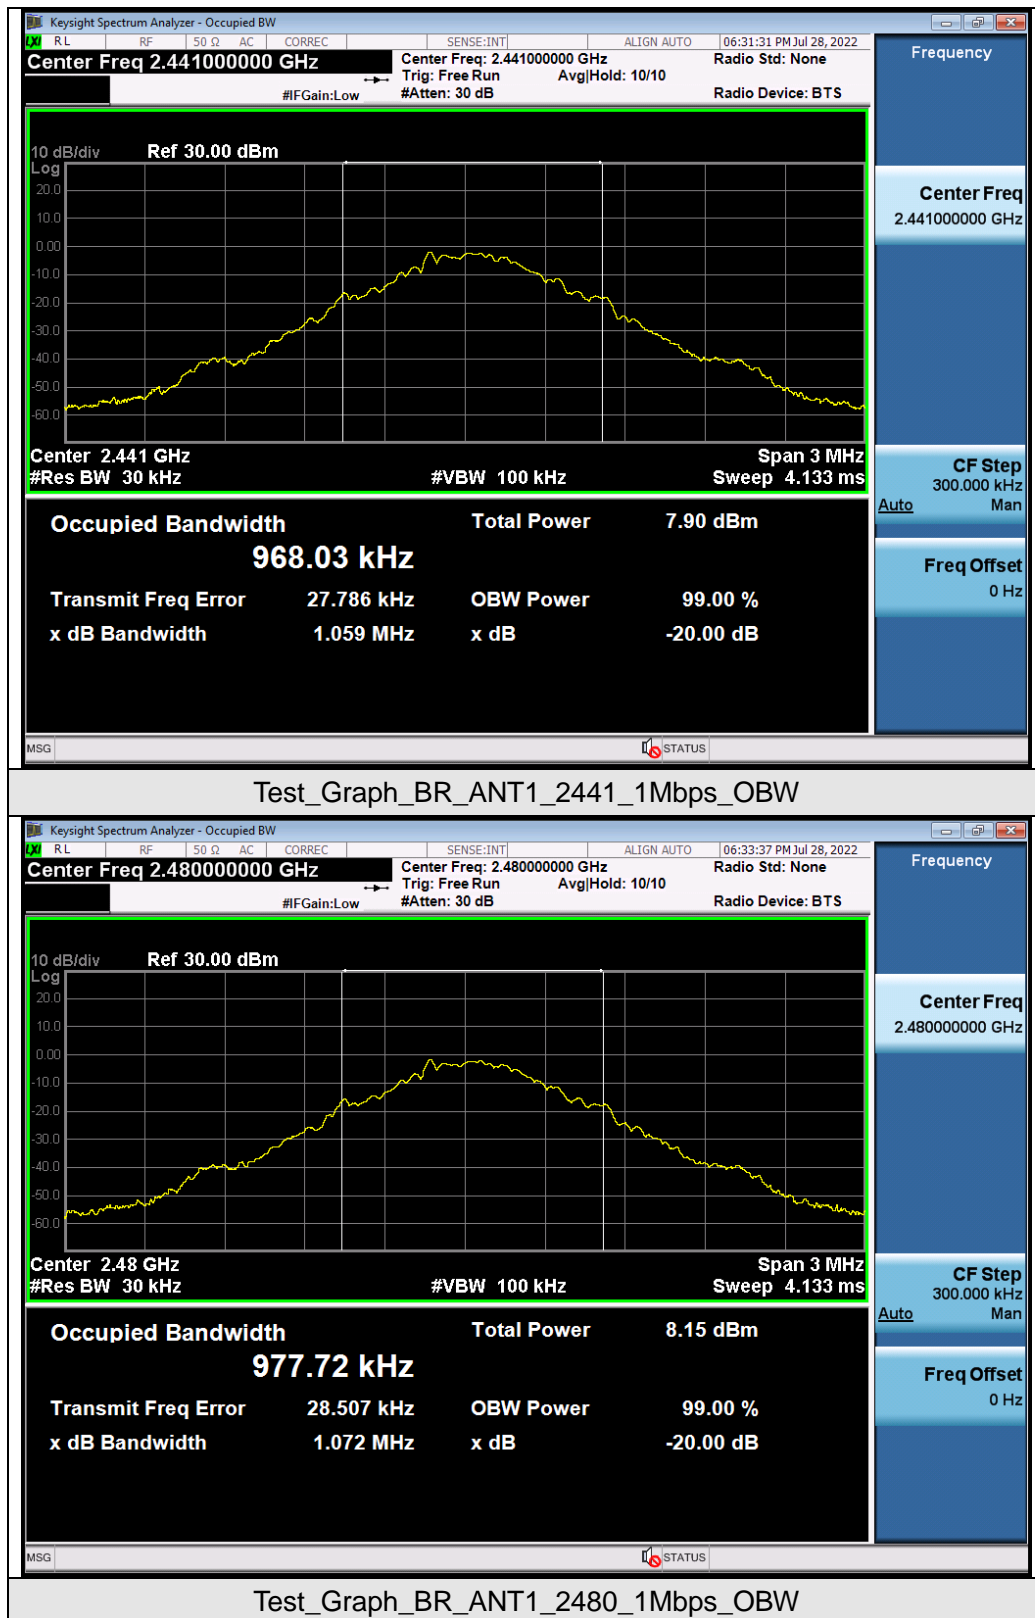 Keysight Spectrum Analyzer - Occupied BW
LXI RL RF 50 Ω AC CORREC SENSE:INT ALIGN AUTO 06:31:31 PM Jul 28, 2022
Center Freq 2.441000000 GHz
Center Freq: 2.441000000 GHz Radio Std: None
Trig: Free Run Avg|Hold: 10/10
#IFGain:Low #Atten: 30 dB Radio Device: BTS
Frequency
10 dB/div Ref 30.00 dBm
Log
20.0
10.0
0.00
-10.0
-20.0
-30.0
-40.0
-50.0
-60.0
Center 2.441 GHz Span 3 MHz
#Res BW 30 kHz #VBW 100 kHz Sweep 4.133 ms
Center Freq
2.441000000 GHz
CF Step
300.000 kHz
Auto Man
Freq Offset
0 Hz
Occupied Bandwidth Total Power 7.90 dBm
968.03 kHz
Transmit Freq Error 27.786 kHz OBW Power 99.00 %
x dB Bandwidth 1.059 MHz x dB -20.00 dB
MSG STATUS
Test_Graph_BR_ANT1_2441_1Mbps_OBW
Keysight Spectrum Analyzer - Occupied BW
LXI RL RF 50 Ω AC CORREC SENSE:INT ALIGN AUTO 06:33:37 PM Jul 28, 2022
Center Freq 2.480000000 GHz
Center Freq: 2.480000000 GHz Radio Std: None
Trig: Free Run Avg|Hold: 10/10
#IFGain:Low #Atten: 30 dB Radio Device: BTS
Frequency
10 dB/div Ref 30.00 dBm
Log
20.0
10.0
0.00
-10.0
-20.0
-30.0
-40.0
-50.0
-60.0
Center 2.48 GHz Span 3 MHz
#Res BW 30 kHz #VBW 100 kHz Sweep 4.133 ms
Center Freq
2.480000000 GHz
CF Step
300.000 kHz
Auto Man
Freq Offset
0 Hz
Occupied Bandwidth Total Power 8.15 dBm
977.72 kHz
Transmit Freq Error 28.507 kHz OBW Power 99.00 %
x dB Bandwidth 1.072 MHz x dB -20.00 dB
MSG STATUS
Test_Graph_BR_ANT1_2480_1Mbps_OBW